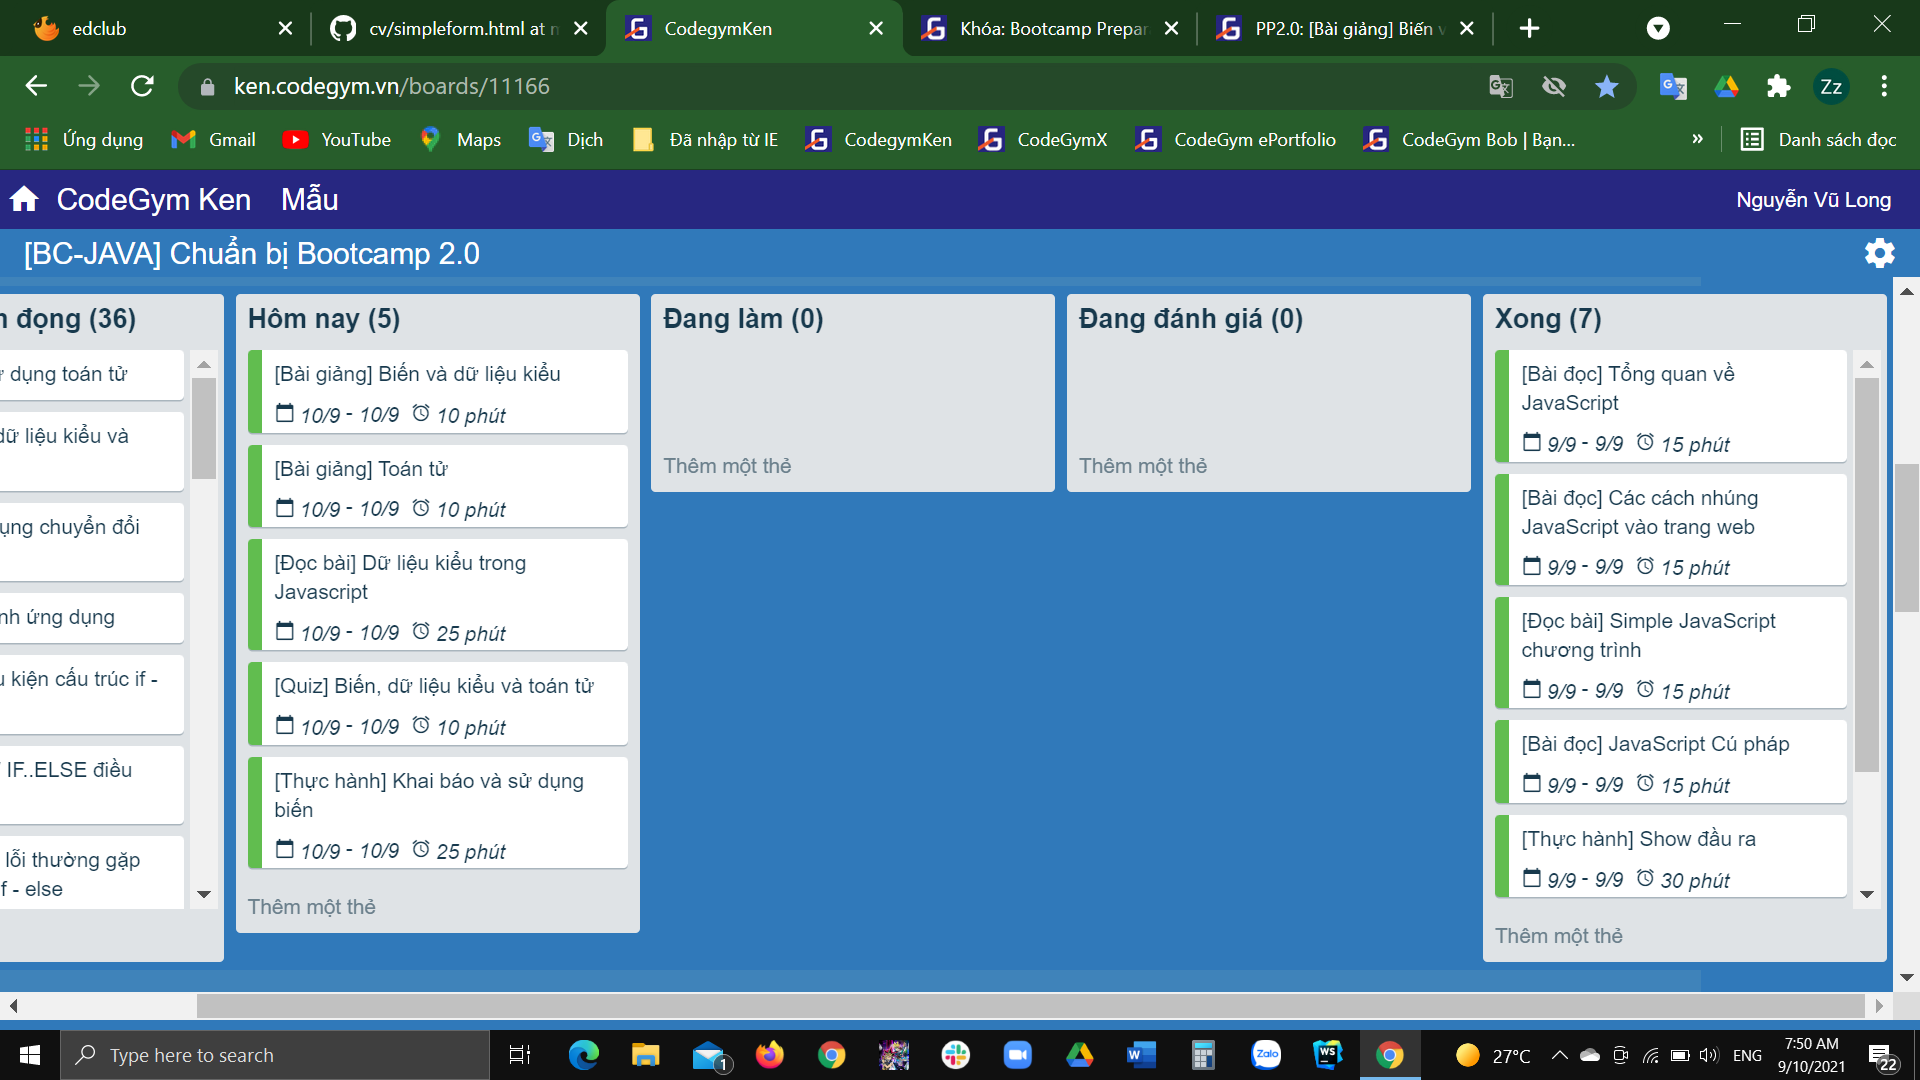 edclub
cv/simpleform.html at n
CodegymKen
Khóa: Bootcamp Prepar
PP2.0: [Bài giảng] Biến v
ken.codegym.vn/boards/11166
Zz
Ứng dụng
Gmail
YouTube
Maps
Dịch
Đã nhập từ IE
CodegymKen
CodeGymX
CodeGym ePortfolio
CodeGym Bob | Bạn...
»
Danh sách đọc
CodeGym Ken
Mẫu
Nguyễn Vũ Long
[BC-JAVA] Chuẩn bị Bootcamp 2.0
n đọng (36)
dụng toán tử
dữ liệu kiểu và
ụng chuyển đổi
nh ứng dụng
u kiện cấu trúc if -
IF..ELSE điều
lỗi thường gặp
f - else
Hôm nay (5)
[Bài giảng] Biến và dữ liệu kiểu
10/9 - 10/9 10 phút
[Bài giảng] Toán tử
10/9 - 10/9 10 phút
[Đọc bài] Dữ liệu kiểu trong
Javascript
10/9 - 10/9 25 phút
[Quiz] Biến, dữ liệu kiểu và toán tử
10/9 - 10/9 10 phút
[Thực hành] Khai báo và sử dụng
biến
10/9 - 10/9 25 phút
Thêm một thẻ
Đang làm (0)
Thêm một thẻ
Đang đánh giá (0)
Thêm một thẻ
Xong (7)
[Bài đọc] Tổng quan về
JavaScript
9/9 - 9/9 15 phút
[Bài đọc] Các cách nhúng
JavaScript vào trang web
9/9 - 9/9 15 phút
[Đọc bài] Simple JavaScript
chương trình
9/9 - 9/9 15 phút
[Bài đọc] JavaScript Cú pháp
9/9 - 9/9 15 phút
[Thực hành] Show đầu ra
9/9 - 9/9 30 phút
Thêm một thẻ
Type here to search
1
Zalo
WS
27°C
ENG
7:50 AM
9/10/2021
22